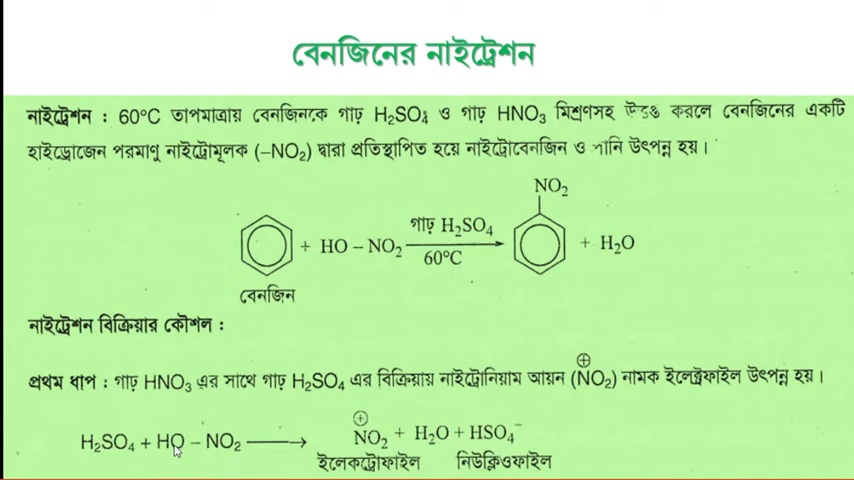 বেনজিনের নাইট্রেশন
নাইট্রেশন : 60°C তাপমাত্রায় বেনজিনকে গাঢ় H₂SO₄ ও গাঢ় HNO₃ মিশ্রণসহ করলে বেনজিনের একটি
হাইড্রোজেন পরমাণু নাইট্রোমূলক (–NO₂) দ্বারা প্রতিস্থাপিত হয়ে নাইট্রোবেনজিন ও পানি উৎপন্ন হয়।
NO₂
গাঢ় H₂SO₄
+ HO – NO₂ + H₂O
60°C
বেনজিন
নাইট্রেশন বিক্রিয়ার কৌশল :
প্রথম ধাপ : গাঢ় HNO₃ এর সাথে গাঢ় H₂SO₄ এর বিক্রিয়ায় নাইট্রোনিয়াম আয়ন (N⊕O₂) নামক ইলেক্ট্রফাইল উৎপন্ন হয়।
H₂SO₄ + HO – NO₂ ⟶ N⊕O₂ + H₂O + HSO₄⁻
ইলেকট্রোফাইল নিউক্লিওফাইল